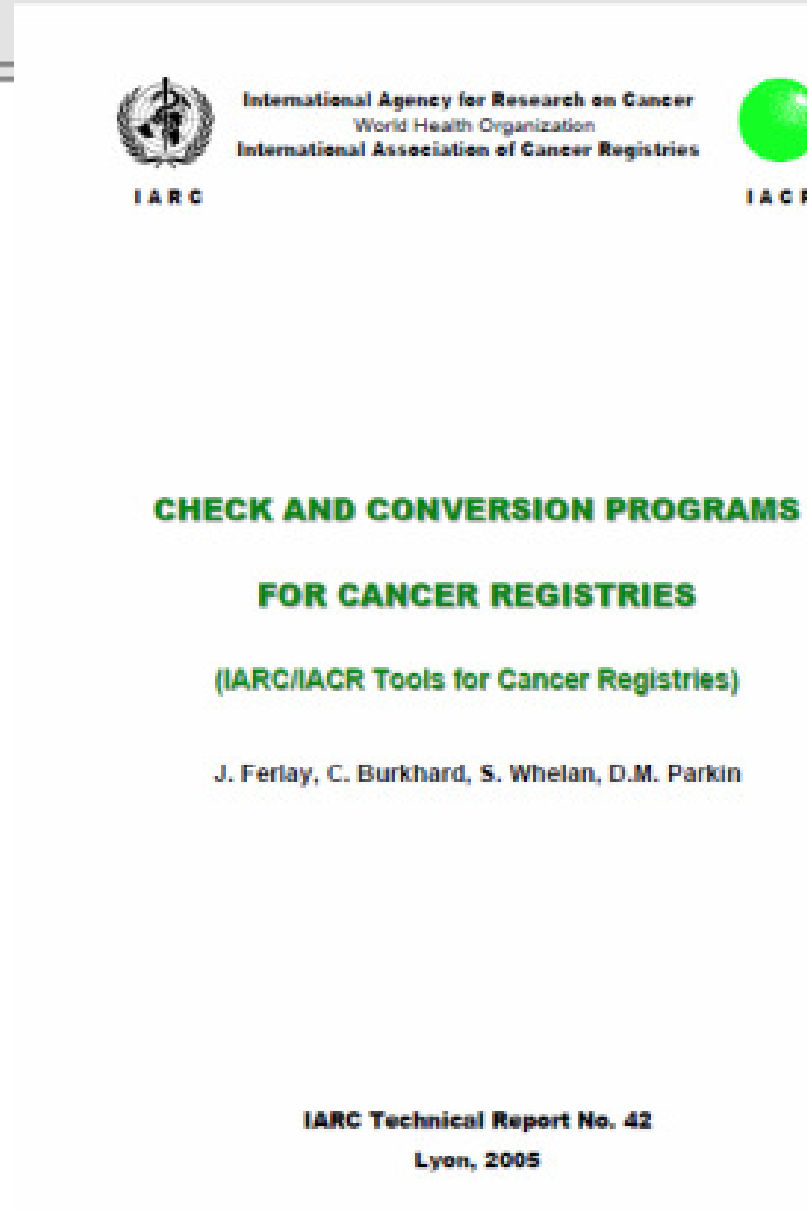 International Agency for Research on Cancer
World Health Organization
International Association of Cancer Registries
IARC
IACR
CHECK AND CONVERSION PROGRAMS
FOR CANCER REGISTRIES
(IARC/IACR Tools for Cancer Registries)
J. Ferlay, C. Burkhard, S. Whelan, D.M. Parkin
IARC Technical Report No. 42
Lyon, 2005